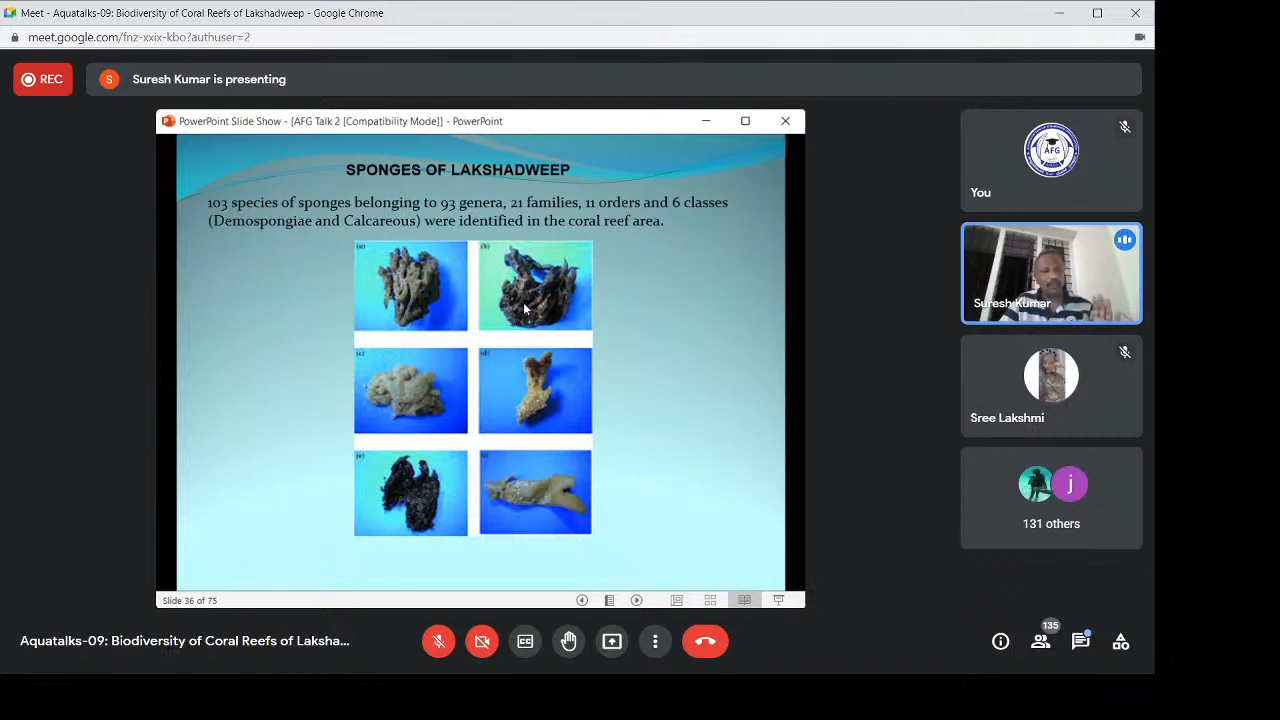 Meet - Aquatalks-09: Biodiversity of Coral Reefs of Lakshadweep - Google Chrome
meet.google.com/fnz-xxix-kbo?authuser=2
REC
S
Suresh Kumar is presenting
PowerPoint Slide Show - [AFG Talk 2 [Compatibility Mode]] - PowerPoint
SPONGES OF LAKSHADWEEP
103 species of sponges belonging to 93 genera, 21 families, 11 orders and 6 classes
(Demospongiae and Calcareous) were identified in the coral reef area.
(a)
(b)
(c)
(d)
(e)
Slide 36 of 75
AFG
You
Suresh Kumar
Sree Lakshmi
j
131 others
Aquatalks-09: Biodiversity of Coral Reefs of Laksha...
CC
135